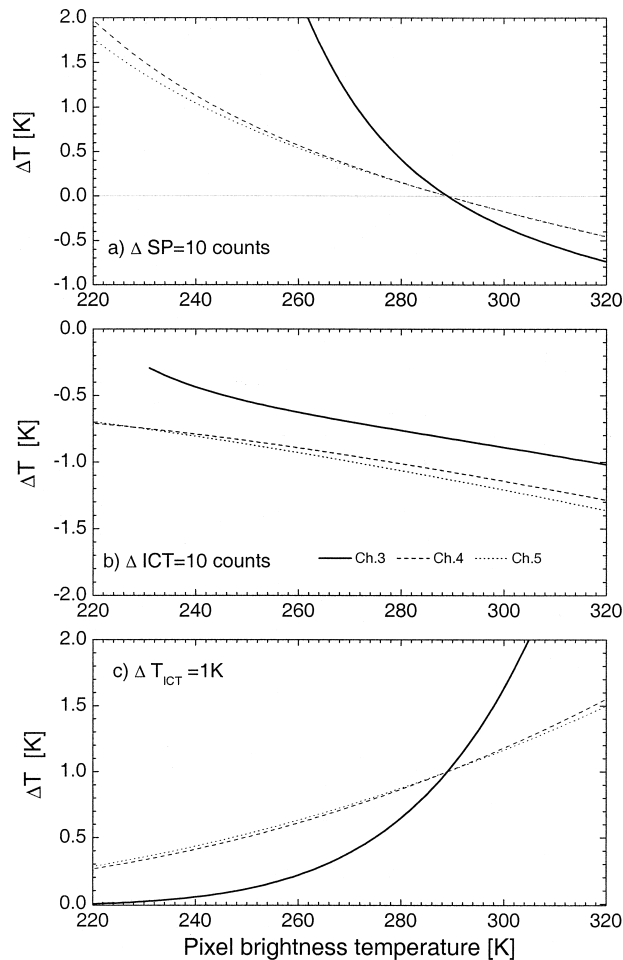 2.0
1.5
1.0
0.5
0.0
-0.5
-1.0
ΔT [K]
a) Δ SP=10 counts
220 240 260 280 300 320
0.0
-0.5
-1.0
-1.5
-2.0
ΔT [K]
Ch.3 Ch.4 Ch.5
b) Δ ICT=10 counts
220 240 260 280 300 320
2.0
1.5
1.0
0.5
0.0
ΔT [K]
c) Δ T_ICT =1K
220 240 260 280 300 320
Pixel brightness temperature [K]